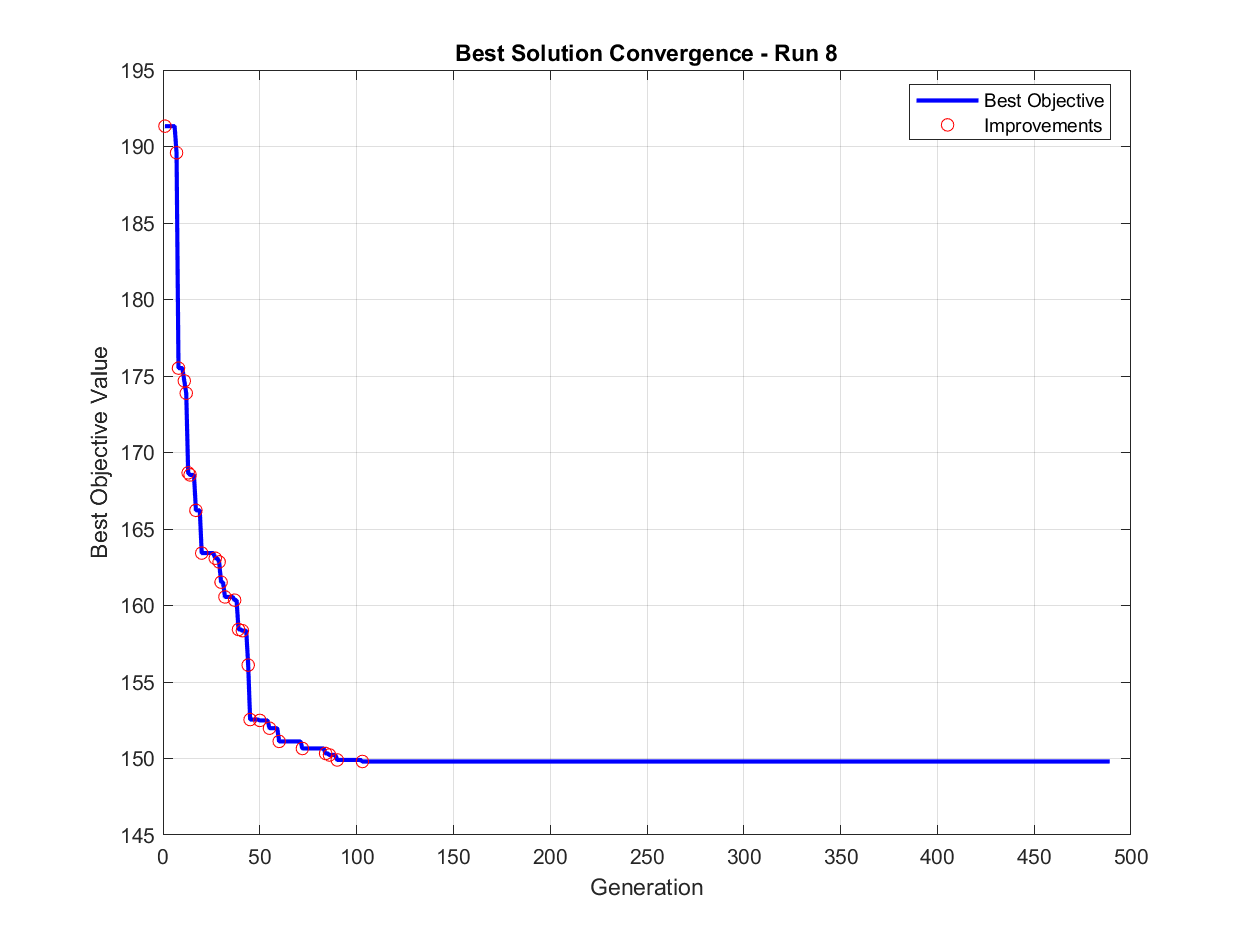 Best Solution Convergence - Run 8
195
190
185
180
175
170
165
160
155
150
145
Best Objective Value
Best Objective
Improvements
0 50 100 150 200 250 300 350 400 450 500
Generation